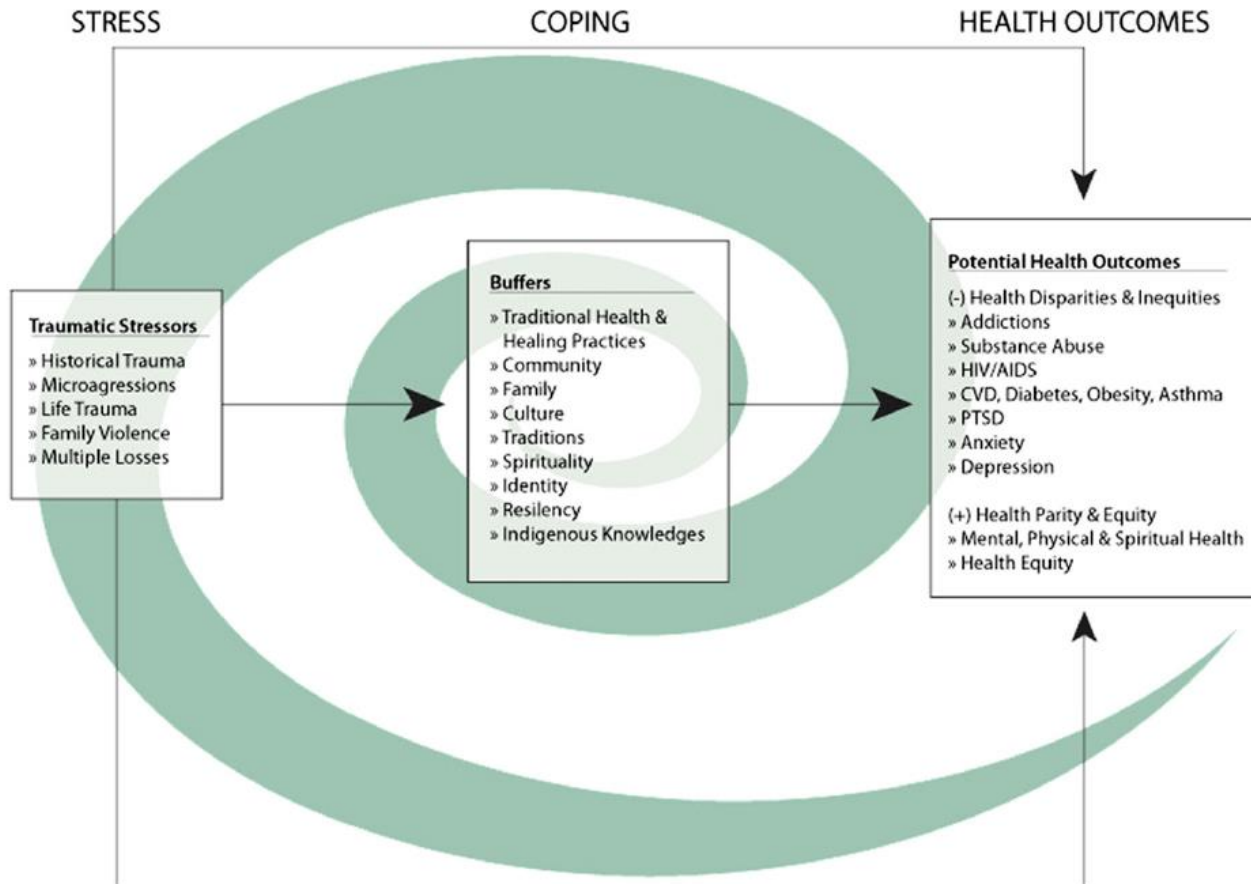 STRESS
COPING
HEALTH OUTCOMES
Traumatic Stressors
» Historical Trauma
» Microagressions
» Life Trauma
» Family Violence
» Multiple Losses
Buffers
» Traditional Health &
Healing Practices
» Community
» Family
» Culture
» Traditions
» Spirituality
» Identity
» Resilency
» Indigenous Knowledges
Potential Health Outcomes
(-) Health Disparities & Inequities
» Addictions
» Substance Abuse
» HIV/AIDS
» CVD, Diabetes, Obesity, Asthma
» PTSD
» Anxiety
» Depression
(+) Health Parity & Equity
» Mental, Physical & Spiritual Health
» Health Equity